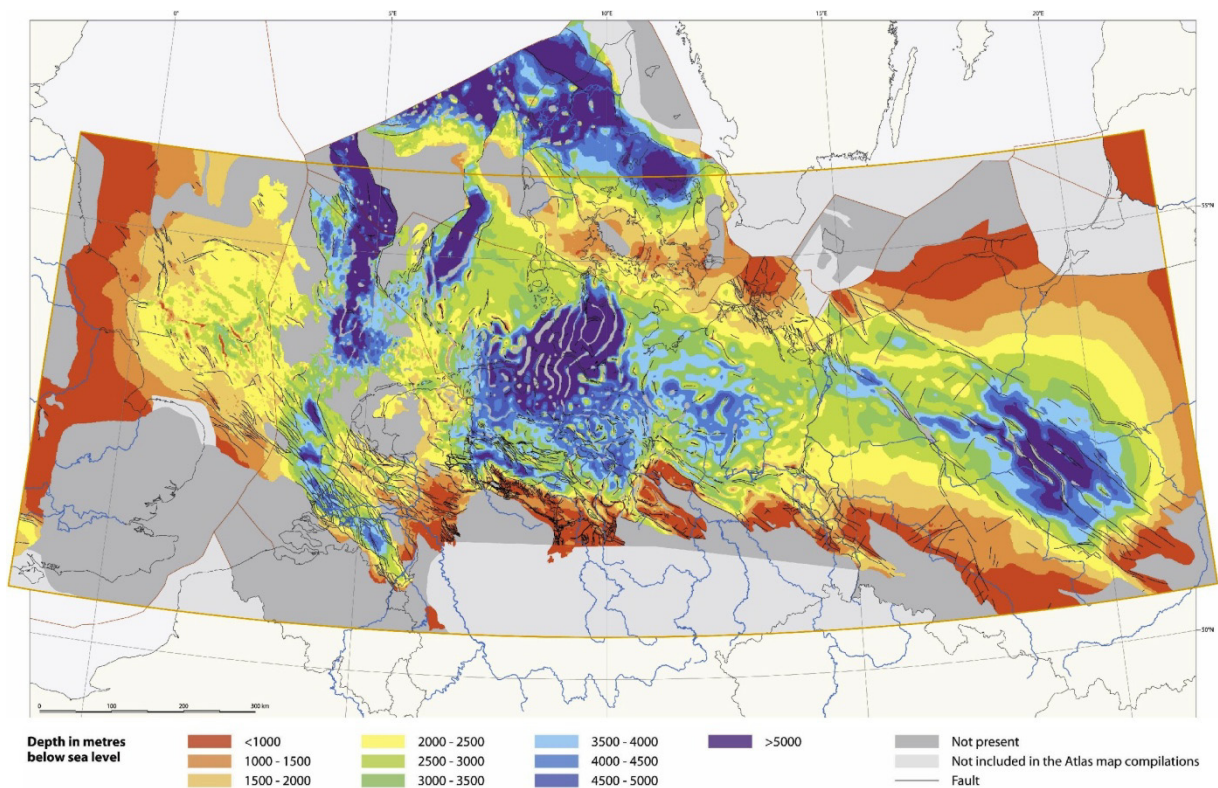 0° 5°E 10°E 15°E 20°E
55°N
50°N
0 100 200 300 km
Depth in metres
below sea level
<1000
1000 - 1500
1500 - 2000
2000 - 2500
2500 - 3000
3000 - 3500
3500 - 4000
4000 - 4500
4500 - 5000
>5000
Not present
Not included in the Atlas map compilations
Fault